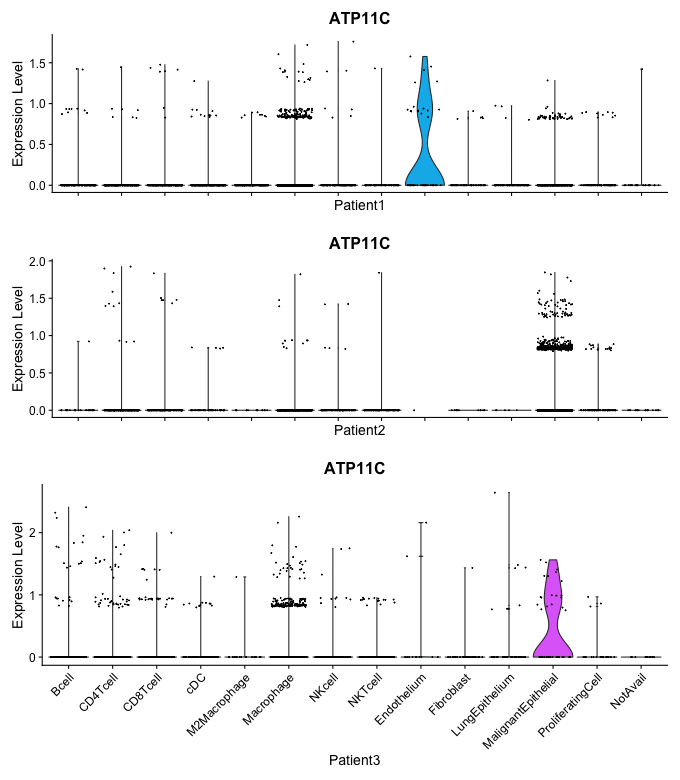 ATP11C
Expression Level
1.5
1.0
0.5
0.0
Patient1
ATP11C
Expression Level
2.0
1.5
1.0
0.5
0.0
Patient2
ATP11C
Expression Level
2
1
0
Bcell
CD4Tcell
CD8Tcell
cDC
M2Macrophage
Macrophage
NKcell
NKTcell
Endothelium
Fibroblast
LungEpithelium
MalignantEpithelial
ProliferatingCell
NotAvail
Patient3